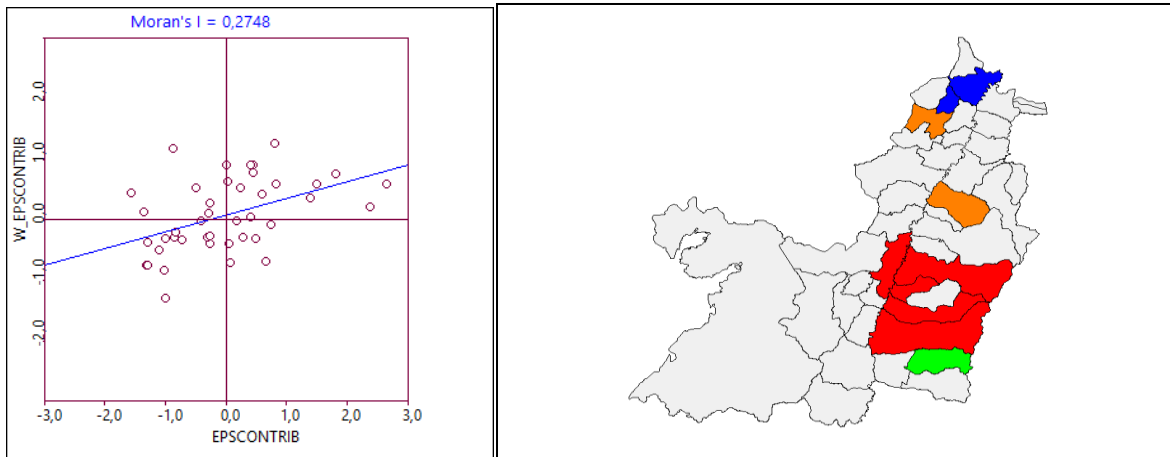 Moran's I = 0,2748
2,0
1,0
0,0
-1,0
-2,0
W_EPSCONTRIB
-3,0 -2,0 -1,0 0,0 1,0 2,0 3,0
EPSCONTRIB